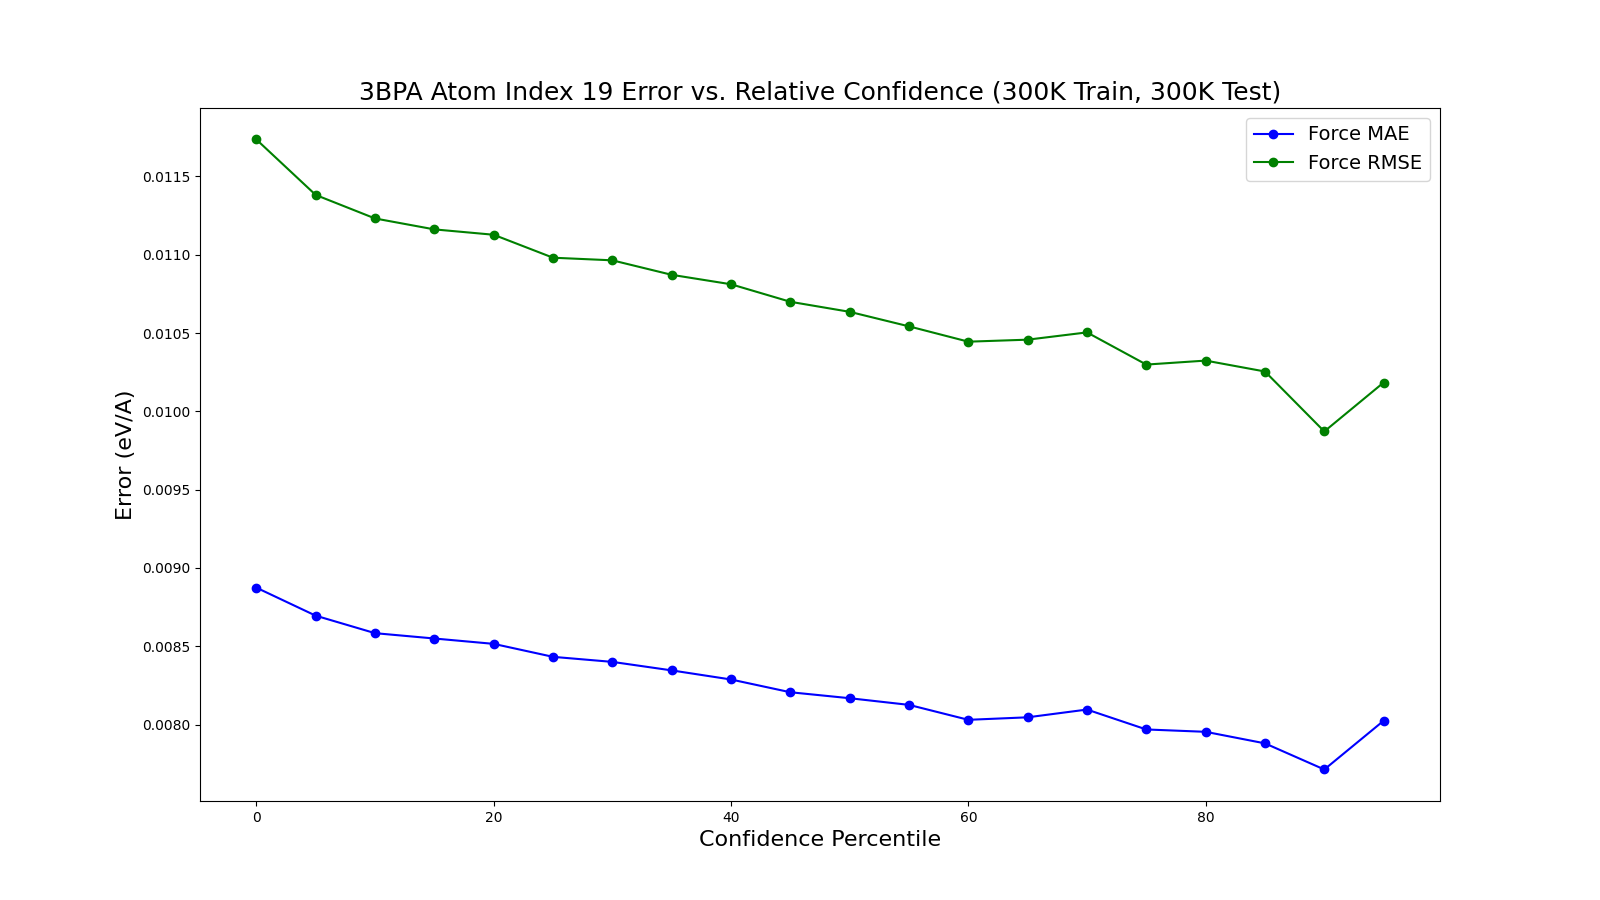 3BPA Atom Index 19 Error vs. Relative Confidence (300K Train, 300K Test)
Force MAE
Force RMSE
Error (eV/A)
0.0115
0.0110
0.0105
0.0100
0.0095
0.0090
0.0085
0.0080
0
20
40
60
80
Confidence Percentile